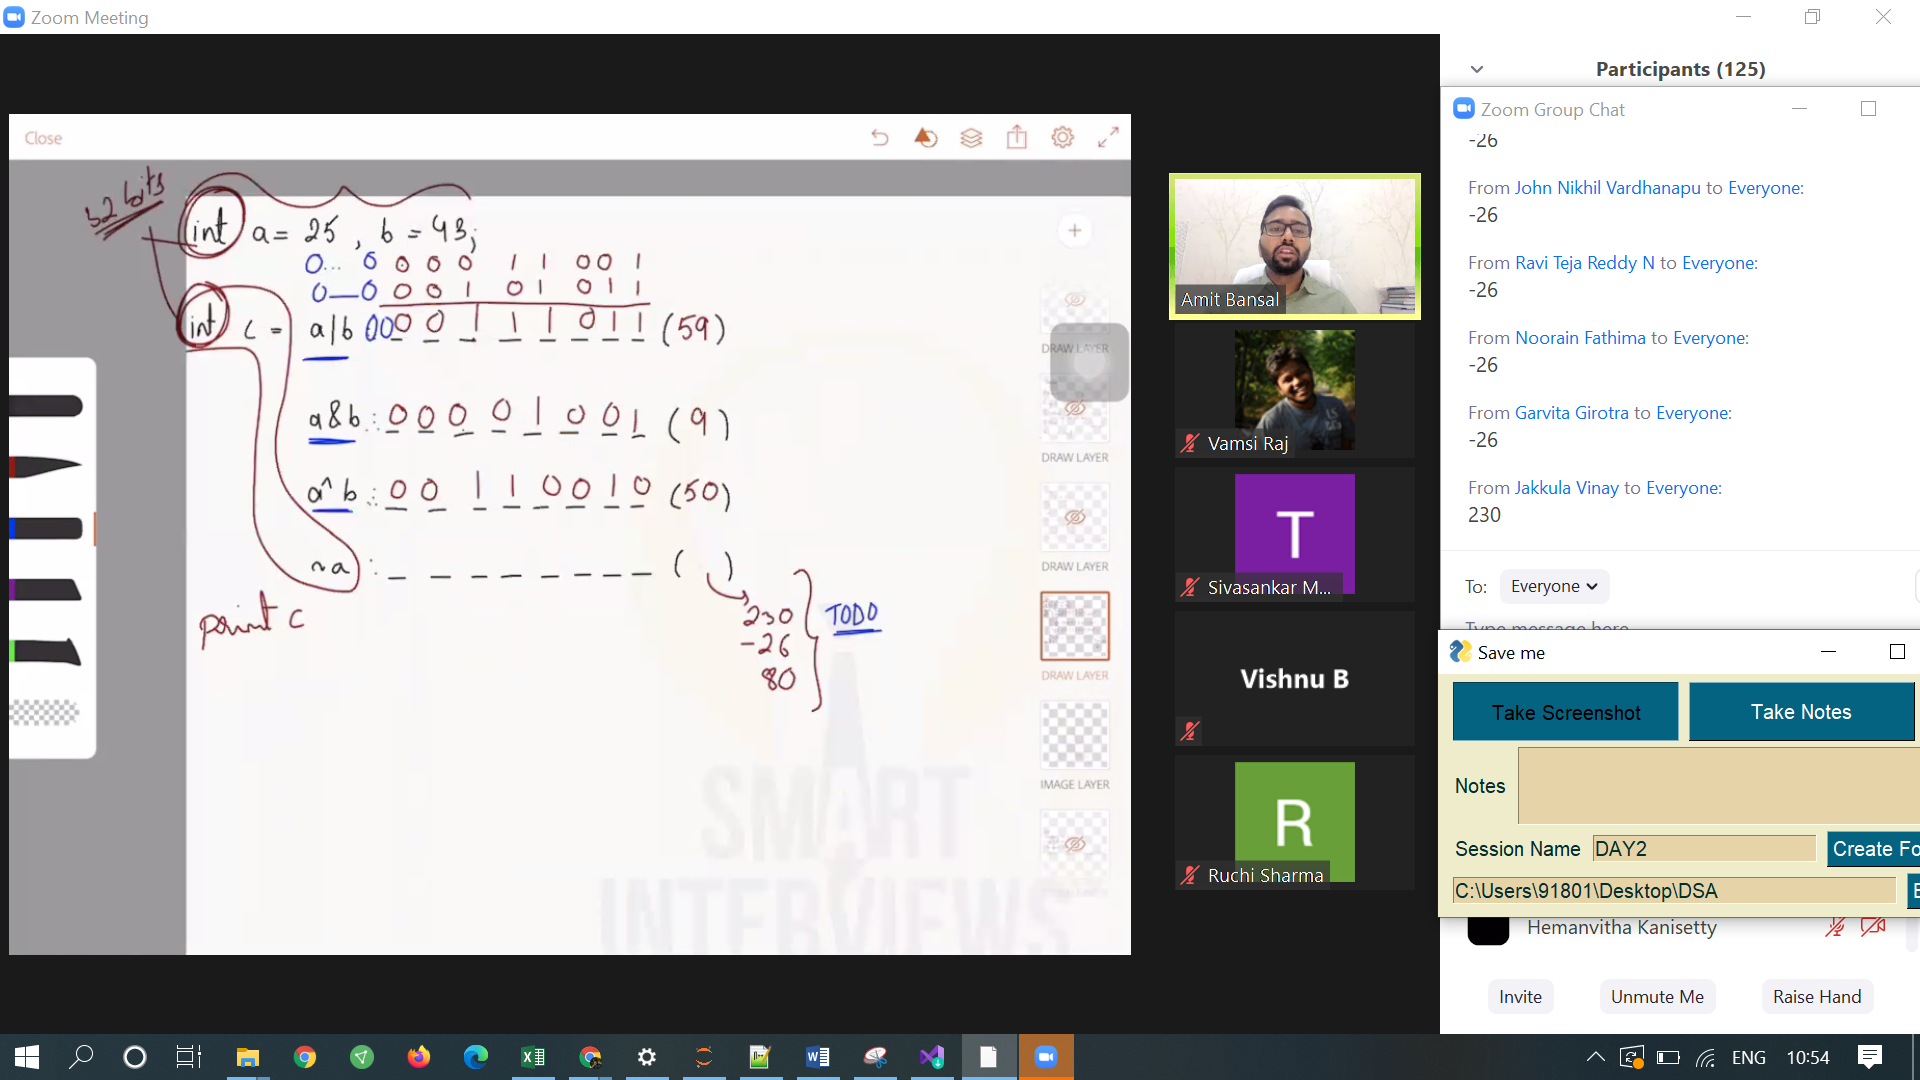 Zoom Meeting
Participants (125)
Close
32 bits
int a = 25 , b = 43;
0... 0 0 0 0 1 1 0 0 1
0—0 0 0 1 0 1 0 1 1
int c = a|b 00 0 0 1 1 1 0 1 1 (59)
a&b : 0 0 0 0 1 0 0 1 (9)
a^b : 0 0 1 1 0 0 1 0 (50)
~a : _ _ _ _ _ _ _ _ ( )
print c
230
-26
80
TODO
DRAW LAYER
DRAW LAYER
DRAW LAYER
DRAW LAYER
IMAGE LAYER
SMART
INTERVIEWS
Amit Bansal
Vamsi Raj
T
Sivasankar M...
Vishnu B
R
Ruchi Sharma
Zoom Group Chat
-26
From John Nikhil Vardhanapu to Everyone:
-26
From Ravi Teja Reddy N to Everyone:
-26
From Noorain Fathima to Everyone:
-26
From Garvita Girotra to Everyone:
-26
From Jakkula Vinay to Everyone:
230
To: Everyone
Type message here
Save me
Take Screenshot Take Notes
Notes
Session Name DAY2 Create Fo
C:\Users\91801\Desktop\DSA
Hemanvitha Kanisetty
Invite Unmute Me Raise Hand
ENG 10:54